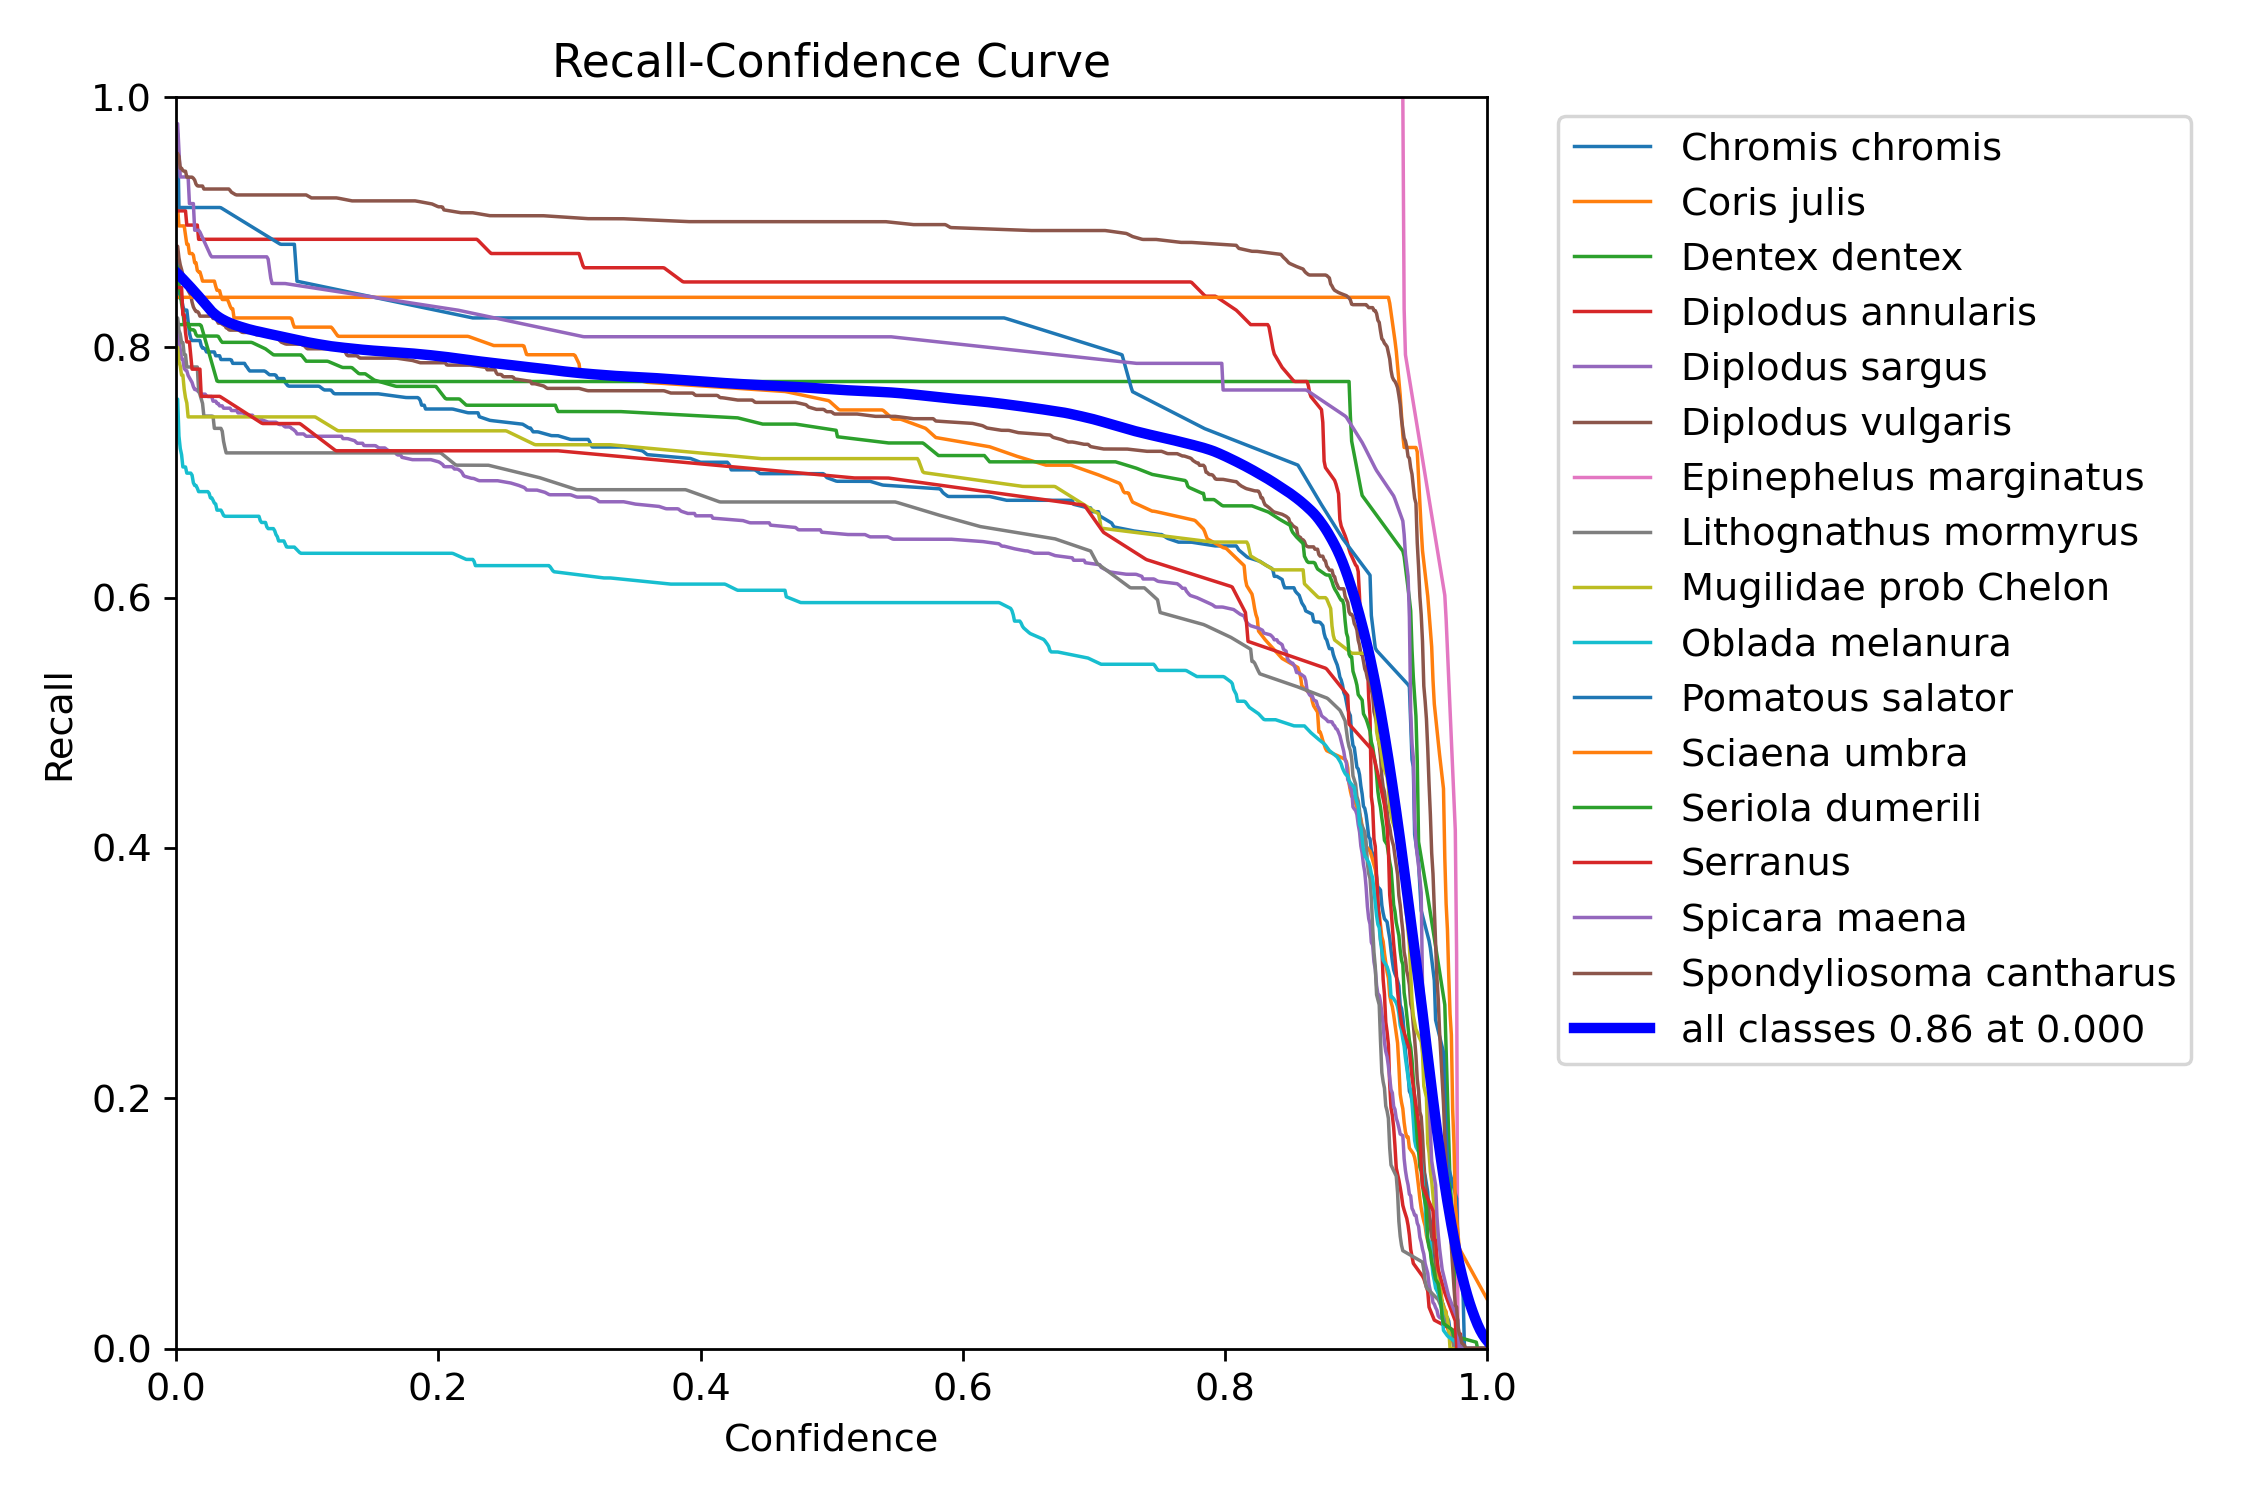 Recall-Confidence Curve
1.0
0.8
0.6
0.4
0.2
0.0
Recall
0.0 0.2 0.4 0.6 0.8 1.0
Confidence
Chromis chromis
Coris julis
Dentex dentex
Diplodus annularis
Diplodus sargus
Diplodus vulgaris
Epinephelus marginatus
Lithognathus mormyrus
Mugilidae prob Chelon
Oblada melanura
Pomatous salator
Sciaena umbra
Seriola dumerili
Serranus
Spicara maena
Spondyliosoma cantharus
all classes 0.86 at 0.000